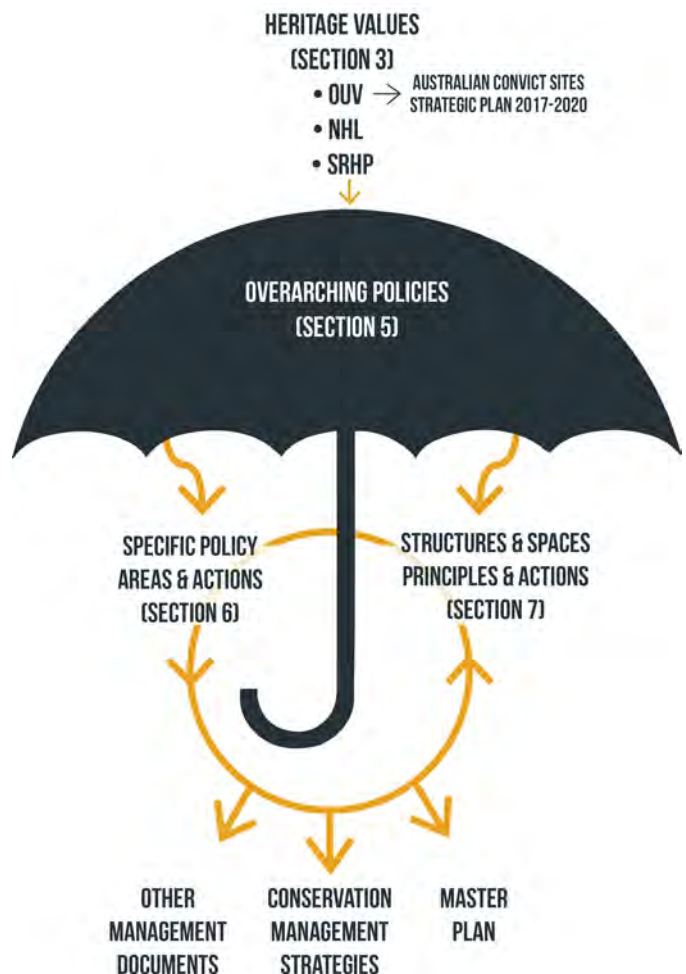 HERITAGE VALUES
(SECTION 3)
• OUV → AUSTRALIAN CONVICT SITES
STRATEGIC PLAN 2017-2020
• NHL
• SRHP
OVERARCHING POLICIES
(SECTION 5)
SPECIFIC POLICY
AREAS & ACTIONS
(SECTION 6)
STRUCTURES & SPACES
PRINCIPLES & ACTIONS
(SECTION 7)
OTHER
MANAGEMENT
DOCUMENTS
CONSERVATION
MANAGEMENT
STRATEGIES
MASTER
PLAN